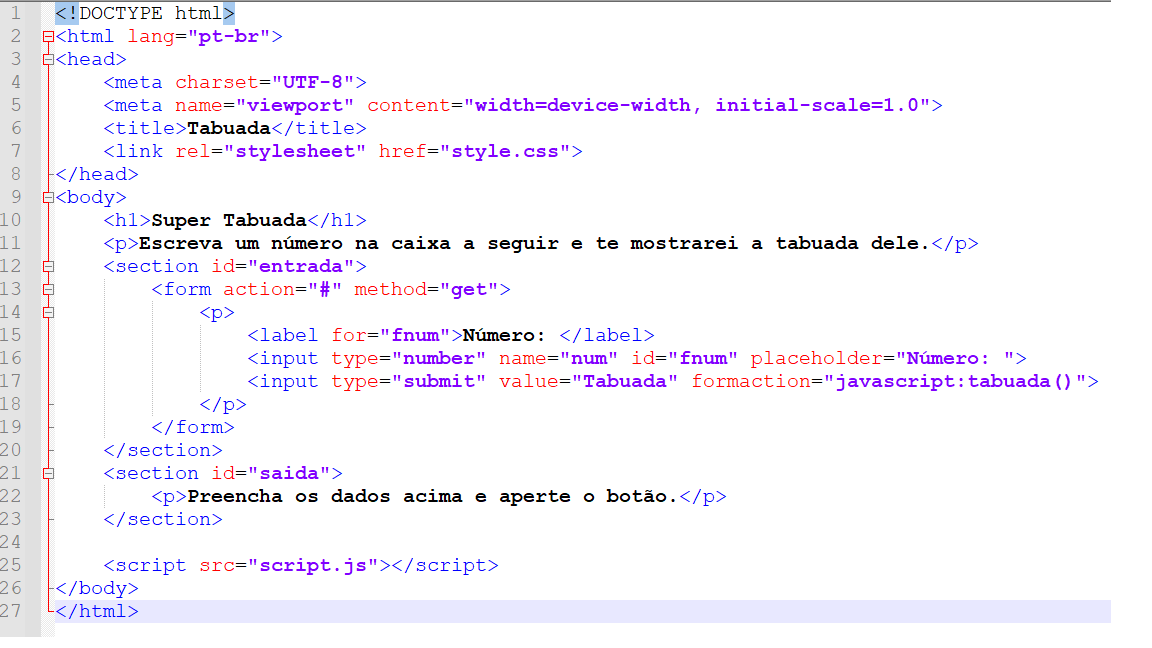 1 <!DOCTYPE html>
2 <html lang="pt-br">
3 <head>
4     <meta charset="UTF-8">
5     <meta name="viewport" content="width=device-width, initial-scale=1.0">
6     <title>Tabuada</title>
7     <link rel="stylesheet" href="style.css">
8 </head>
9 <body>
10     <h1>Super Tabuada</h1>
11     <p>Escreva um número na caixa a seguir e te mostrarei a tabuada dele.</p>
12     <section id="entrada">
13         <form action="#" method="get">
14             <p>
15                 <label for="fnum">Número: </label>
16                 <input type="number" name="num" id="fnum" placeholder="Número: ">
17                 <input type="submit" value="Tabuada" formaction="javascript:tabuada()">
18             </p>
19         </form>
20     </section>
21     <section id="saida">
22         <p>Preencha os dados acima e aperte o botão.</p>
23     </section>
24
25     <script src="script.js"></script>
26 </body>
27 </html>